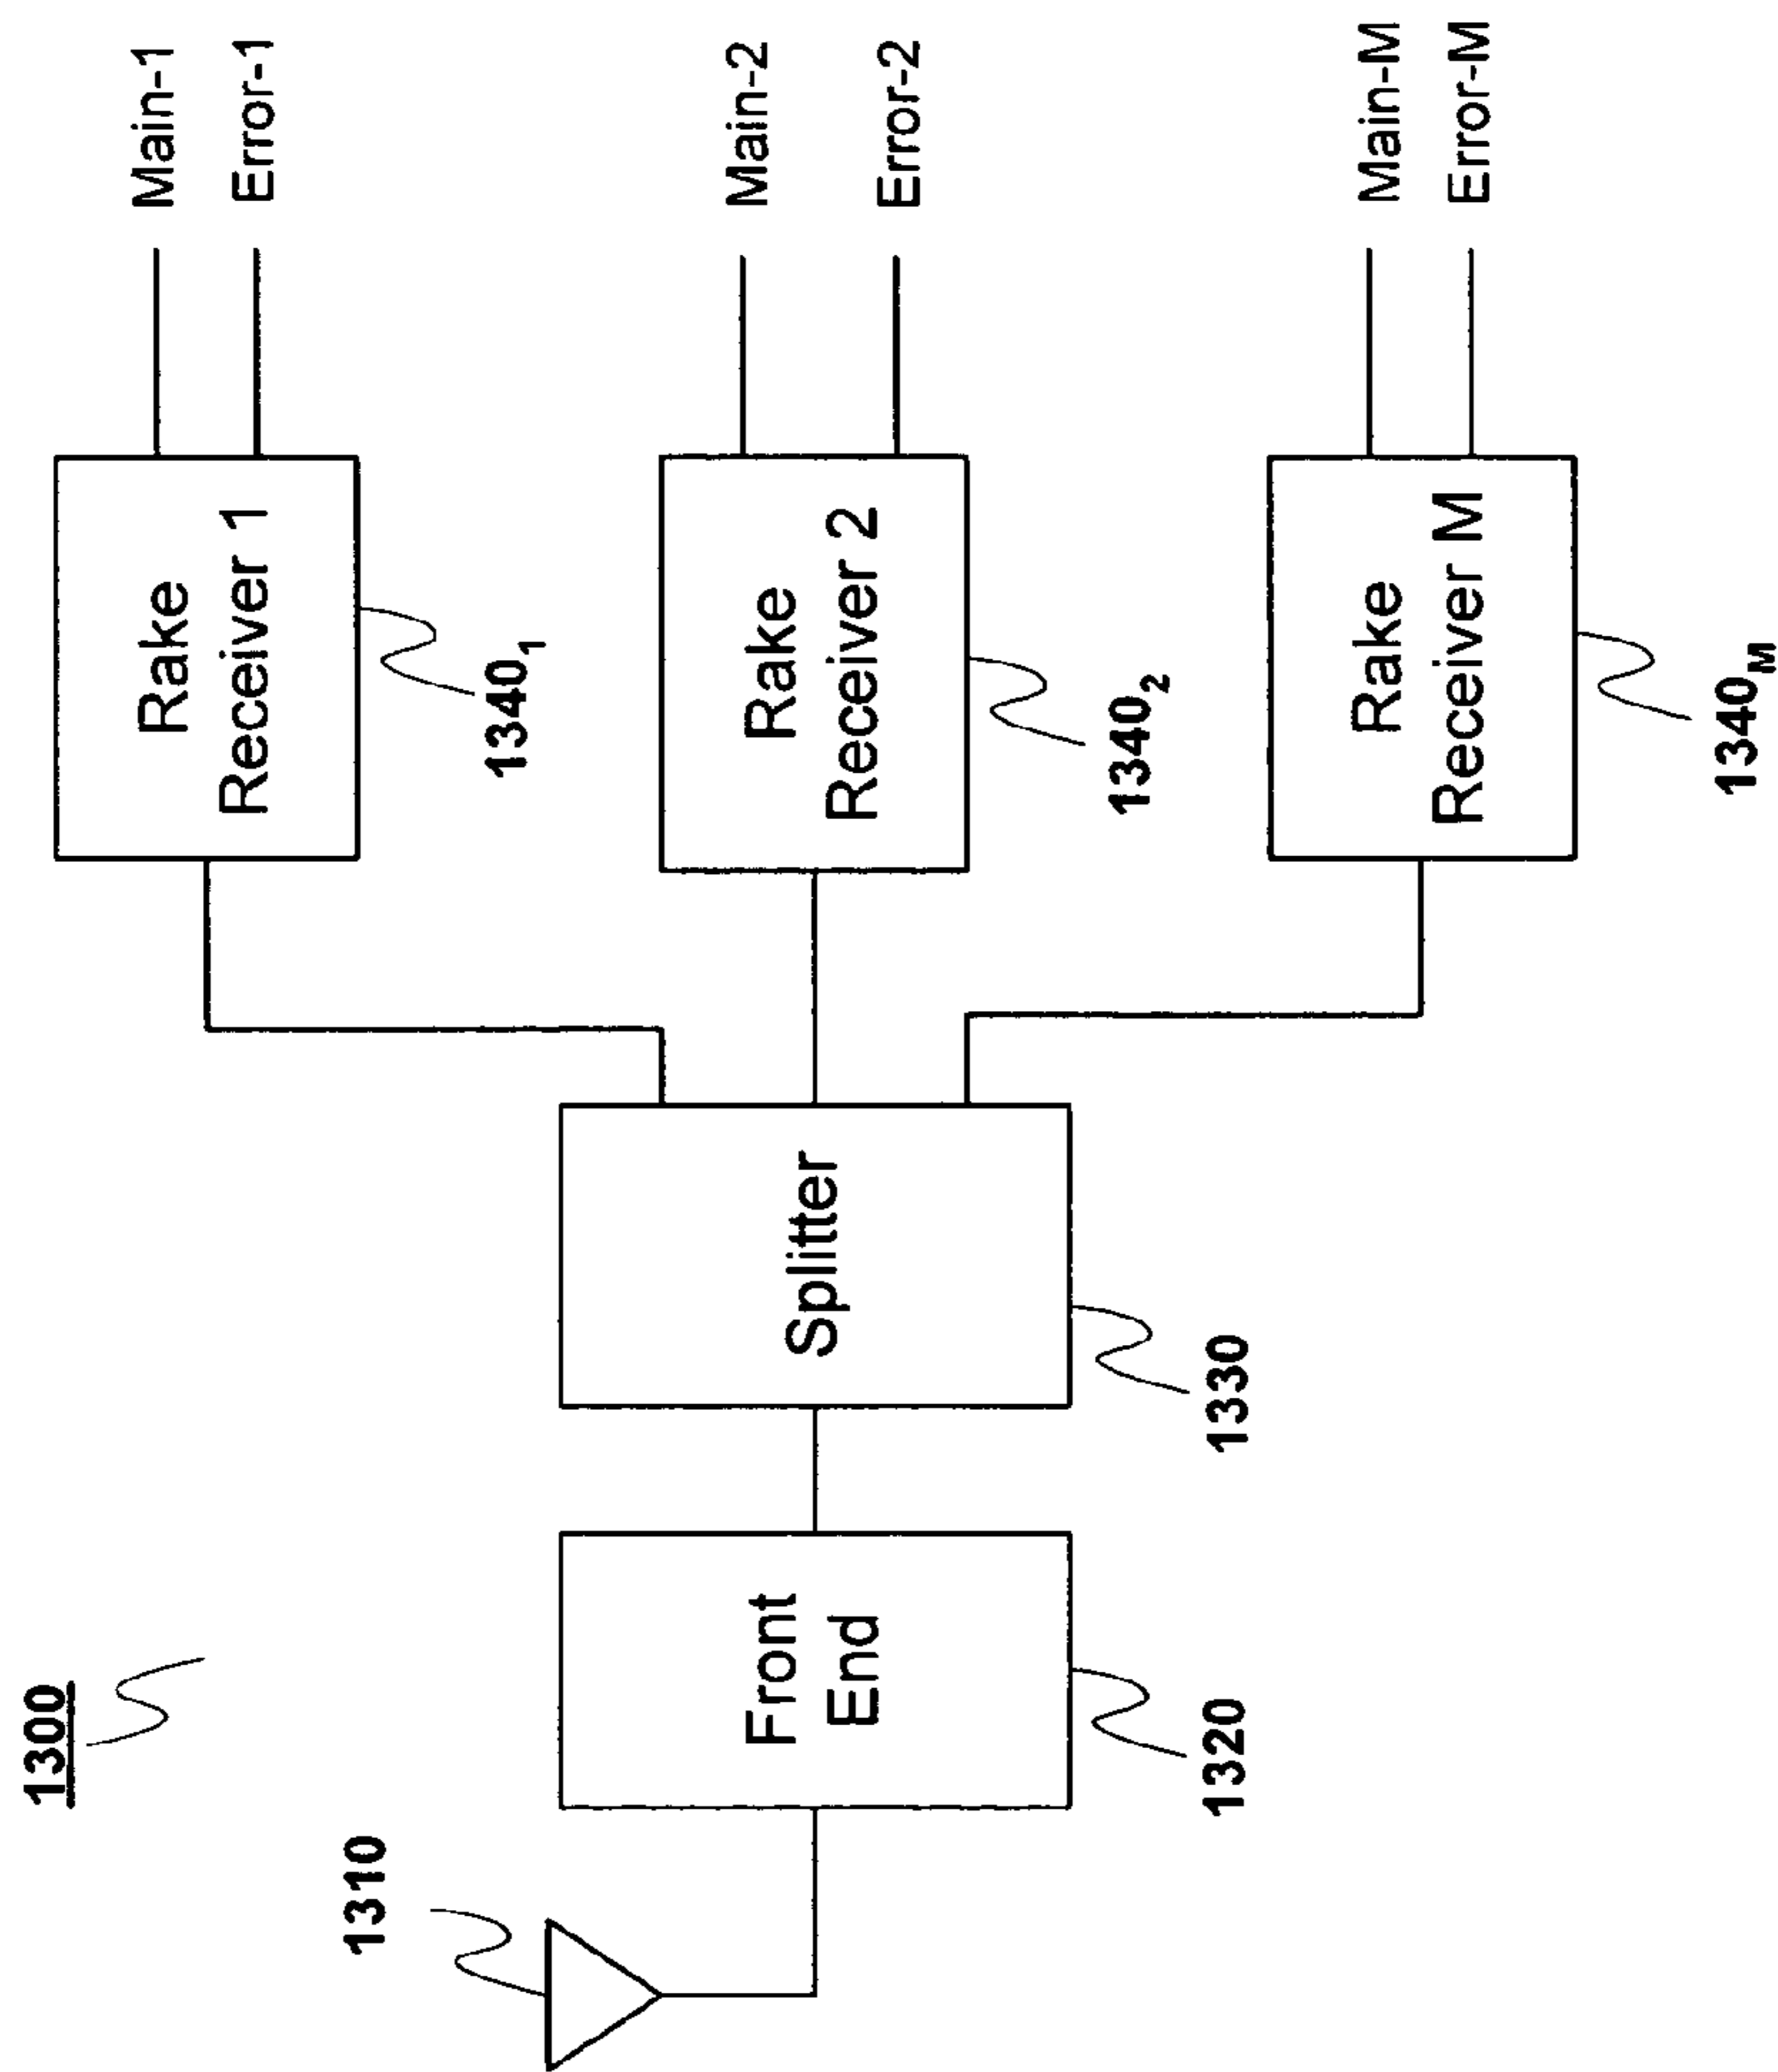 1300
1310
Front
End
1320
Splitter
1330
Rake
Receiver 1
1340₁
Main-1
Error-1
Rake
Receiver 2
1340₂
Main-2
Error-2
Rake
Receiver M
1340M
Main-M
Error-M